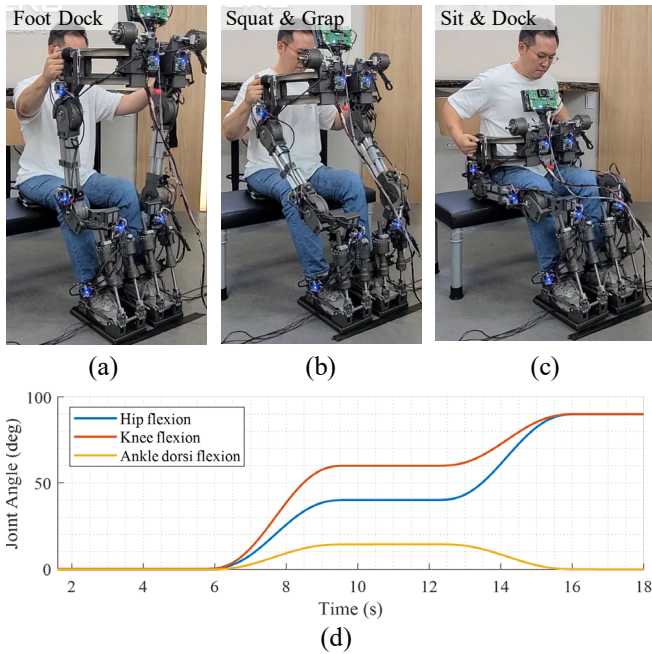 Foot Dock
Squat & Grap
Sit & Dock
(a)
(b)
(c)
100
50
0
Joint Angle (deg)
Hip flexion
Knee flexion
Ankle dorsi flexion
2 4 6 8 10 12 14 16 18
Time (s)
(d)